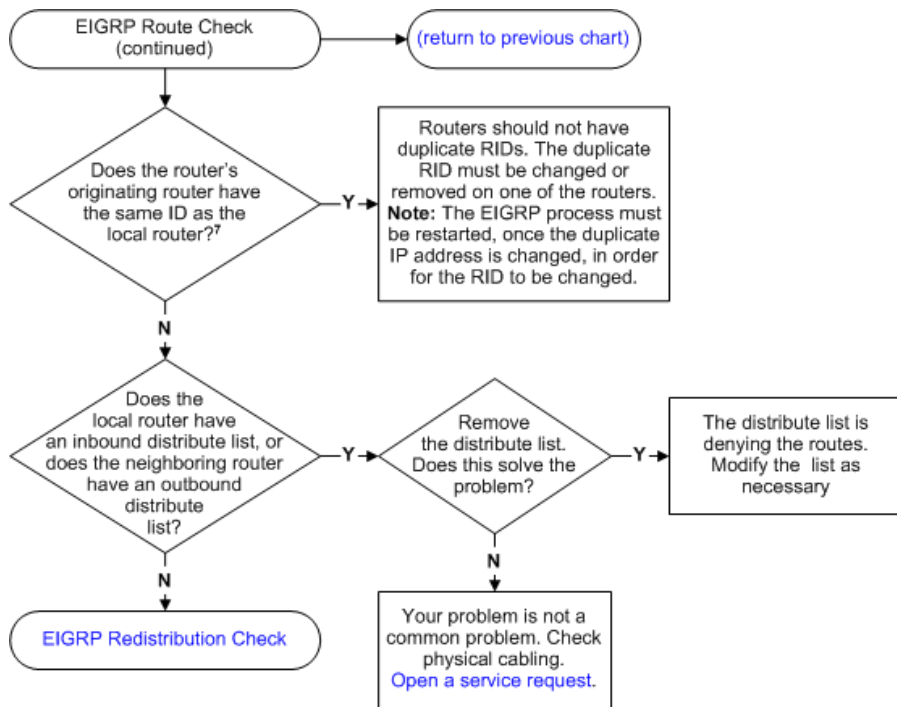 EIGRP Route Check
(continued)
(return to previous chart)
Does the router's
originating router have
the same ID as the
local router?⁷
Y
Routers should not have
duplicate RIDs. The duplicate
RID must be changed or
removed on one of the routers.
Note: The EIGRP process must
be restarted, once the duplicate
IP address is changed, in order
for the RID to be changed.
N
Does the
local router have
an inbound distribute list, or
does the neighboring router
have an outbound
distribute
list?
Y
Remove
the distribute list.
Does this solve the
problem?
Y
The distribute list is
denying the routes.
Modify the list as
necessary
N
N
EIGRP Redistribution Check
Your problem is not a
common problem. Check
physical cabling.
Open a service request.